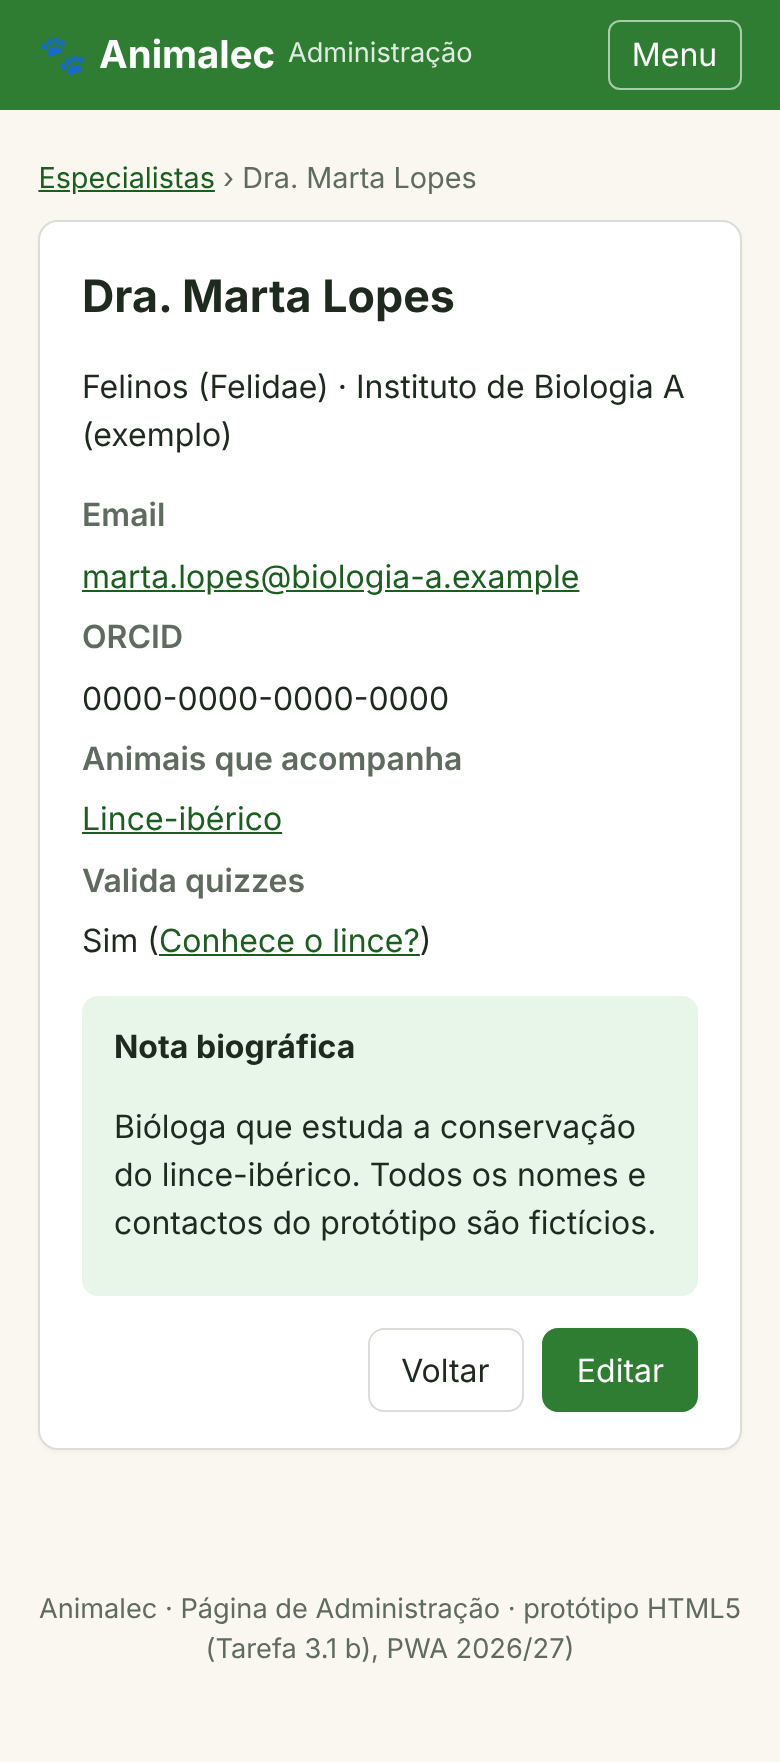 Animalec Administração
Menu
Especialistas › Dra. Marta Lopes
Dra. Marta Lopes
Felinos (Felidae) · Instituto de Biologia A
(exemplo)
Email
marta.lopes@biologia-a.example
ORCID
0000-0000-0000-0000
Animais que acompanha
Lince-ibérico
Valida quizzes
Sim (Conhece o lince?)
Nota biográfica
Bióloga que estuda a conservação
do lince-ibérico. Todos os nomes e
contactos do protótipo são fictícios.
Voltar
Editar
Animalec · Página de Administração · protótipo HTML5
(Tarefa 3.1 b), PWA 2026/27)